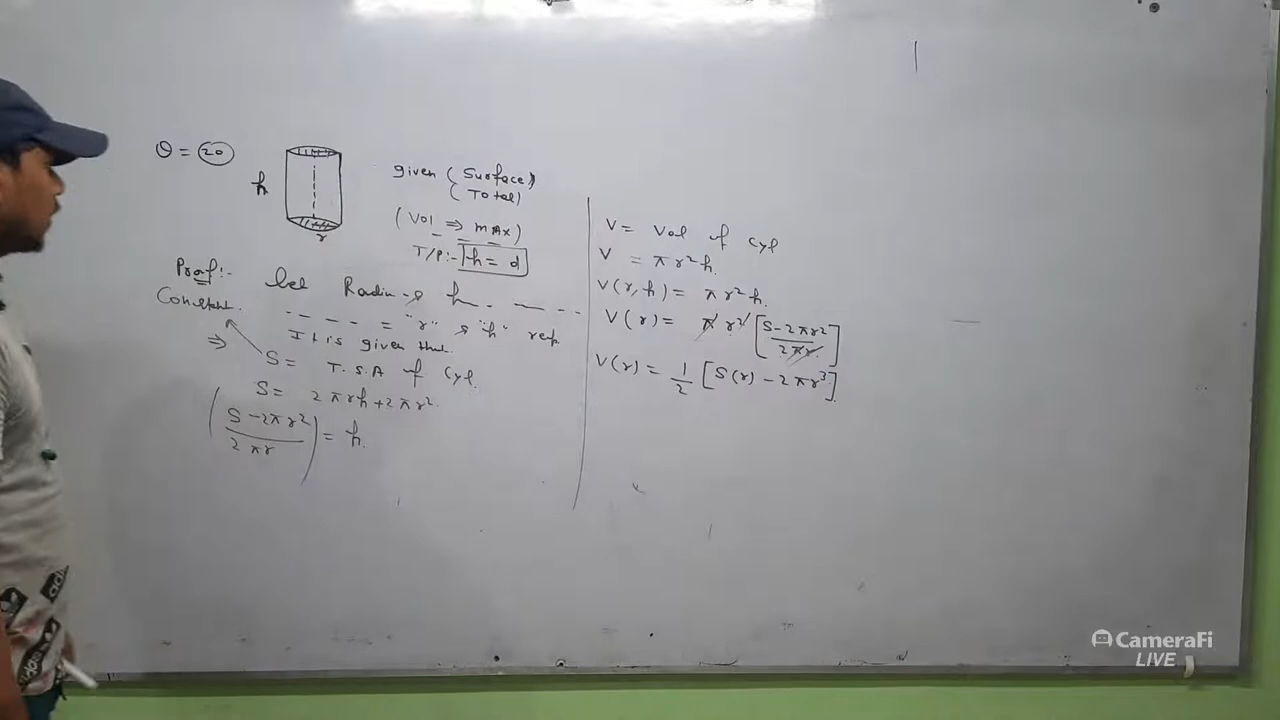 Q = 20
h
r
given (Surface)
(Total)
(Vol ⇒ max)
T/P:- h = d
Proof:- let Radius & h - - - - -
Constant.
- - - - = "r" & "h" resp
It is given that.
⇒ S = T.S.A of Cyl.
S = 2πrh + 2πr²
(S - 2πr² / 2πr) = h.
V = Vol of Cyl
V = πr²h.
V(r, h) = πr²h.
V(r) = πr² [S - 2πr² / 2πr]
V(r) = 1/2 [S(r) - 2πr³]
CameraFi
LIVE